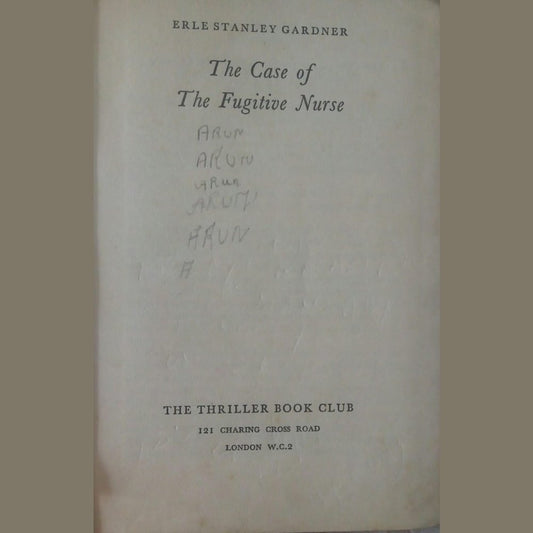 ERLE STANLEY GARDNER
The Case of
The Fugitive Nurse
ARUN
ARUN
ARUN
ARUN
ARUN
A
THE THRILLER BOOK CLUB
121 CHARING CROSS ROAD
LONDON W.C.2